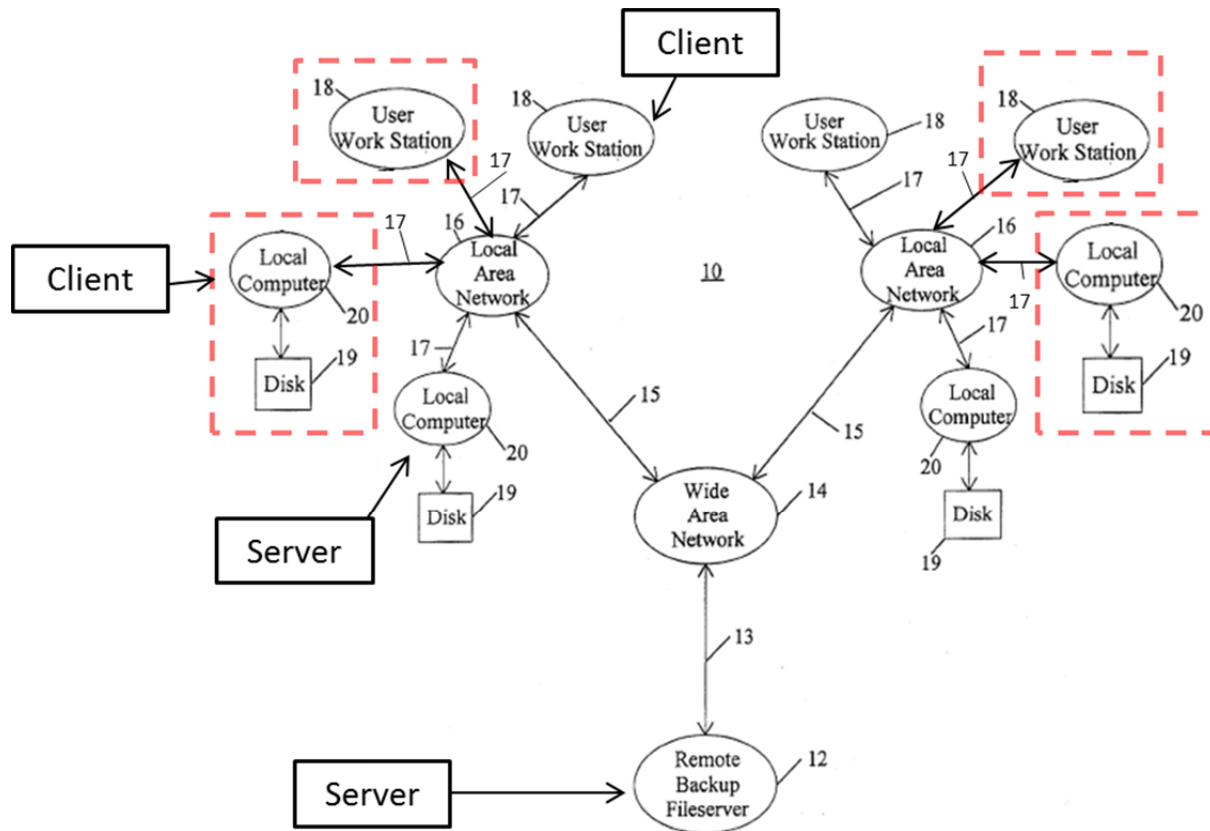 Client
18
User
Work Station
18
User
Work Station
User
Work Station
18
18
User
Work Station
17
17
17
17
17
16
Local
Area
Network
10
16
Local
Area
Network
Client
Local
Computer
20
19
Disk
17
Local
Computer
20
19
Disk
17
Local
Computer
20
19
Disk
17
17
Local
Computer
20
19
Disk
15
15
Server
Wide
Area
Network
14
13
Server
Remote
Backup
Fileserver
12